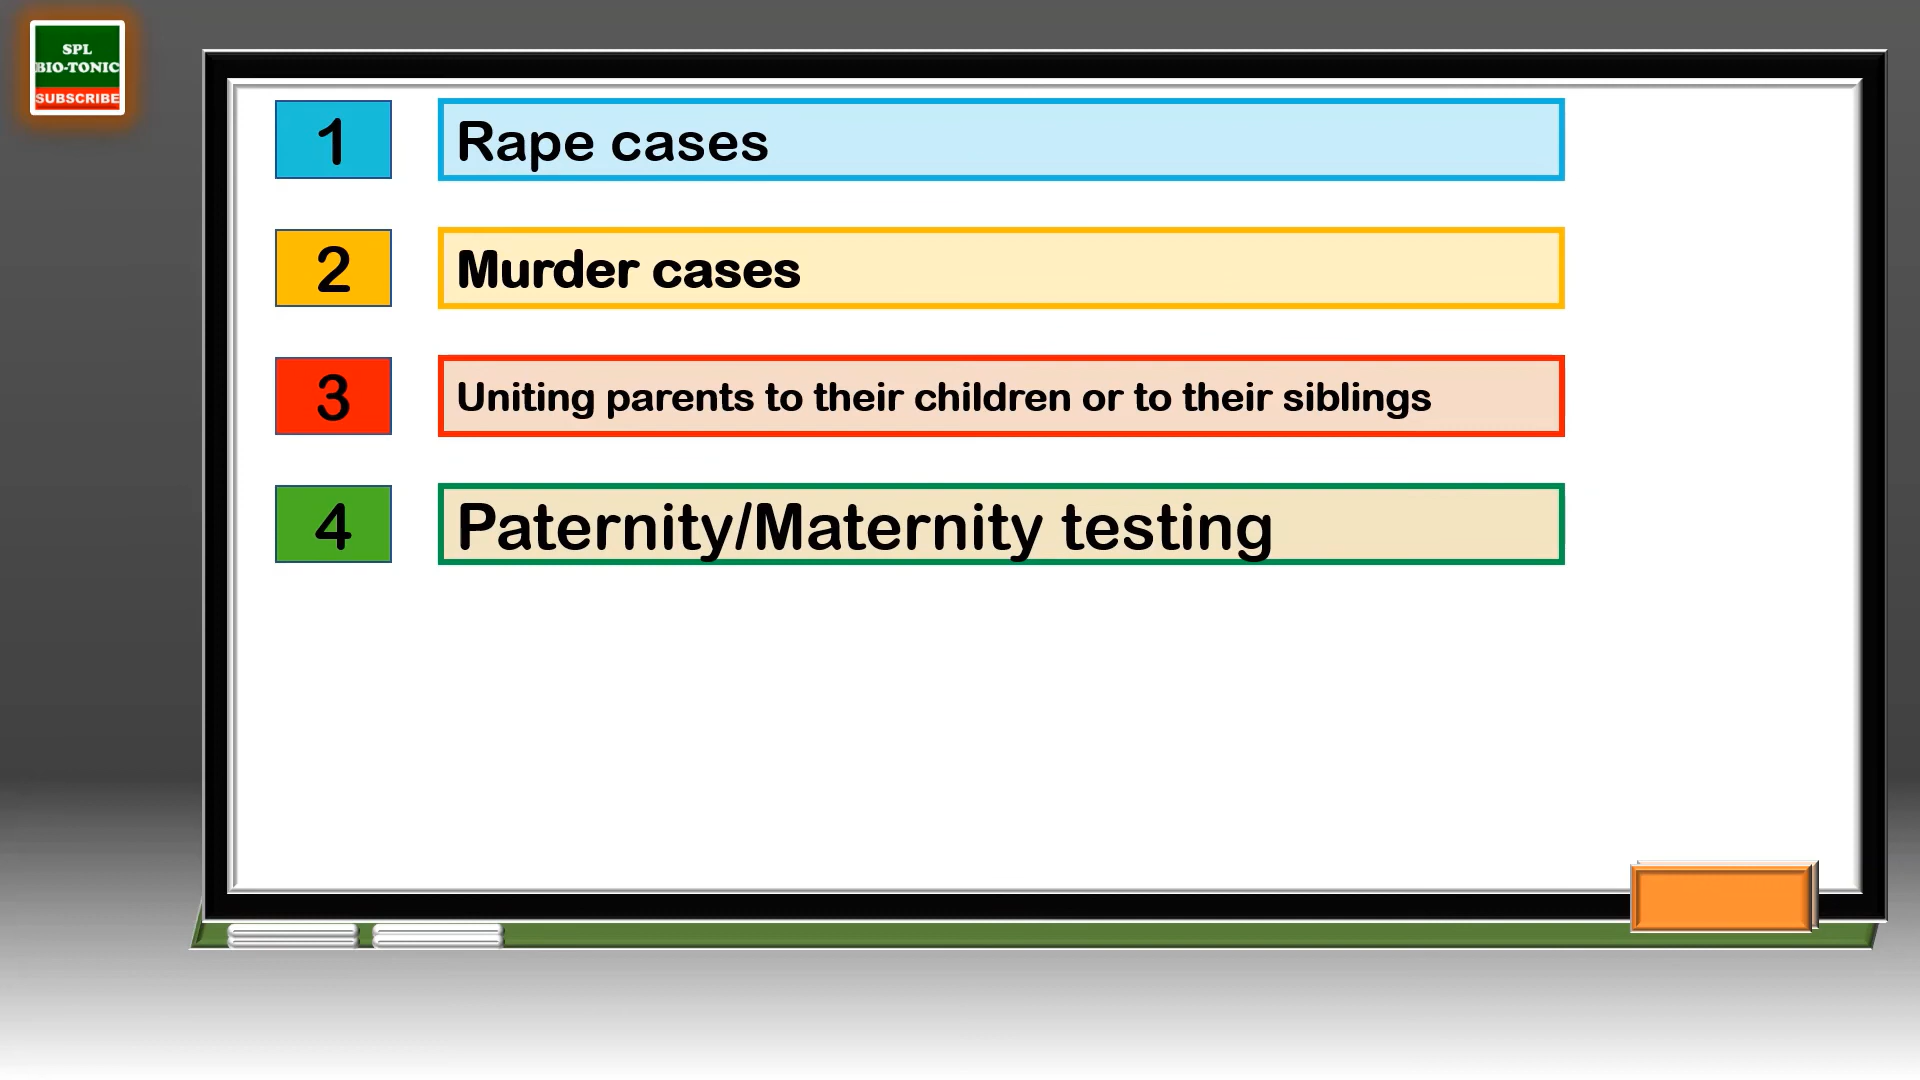 SPL
BIO-TONIC
SUBSCRIBE
1 Rape cases
2 Murder cases
3 Uniting parents to their children or to their siblings
4 Paternity/Maternity testing